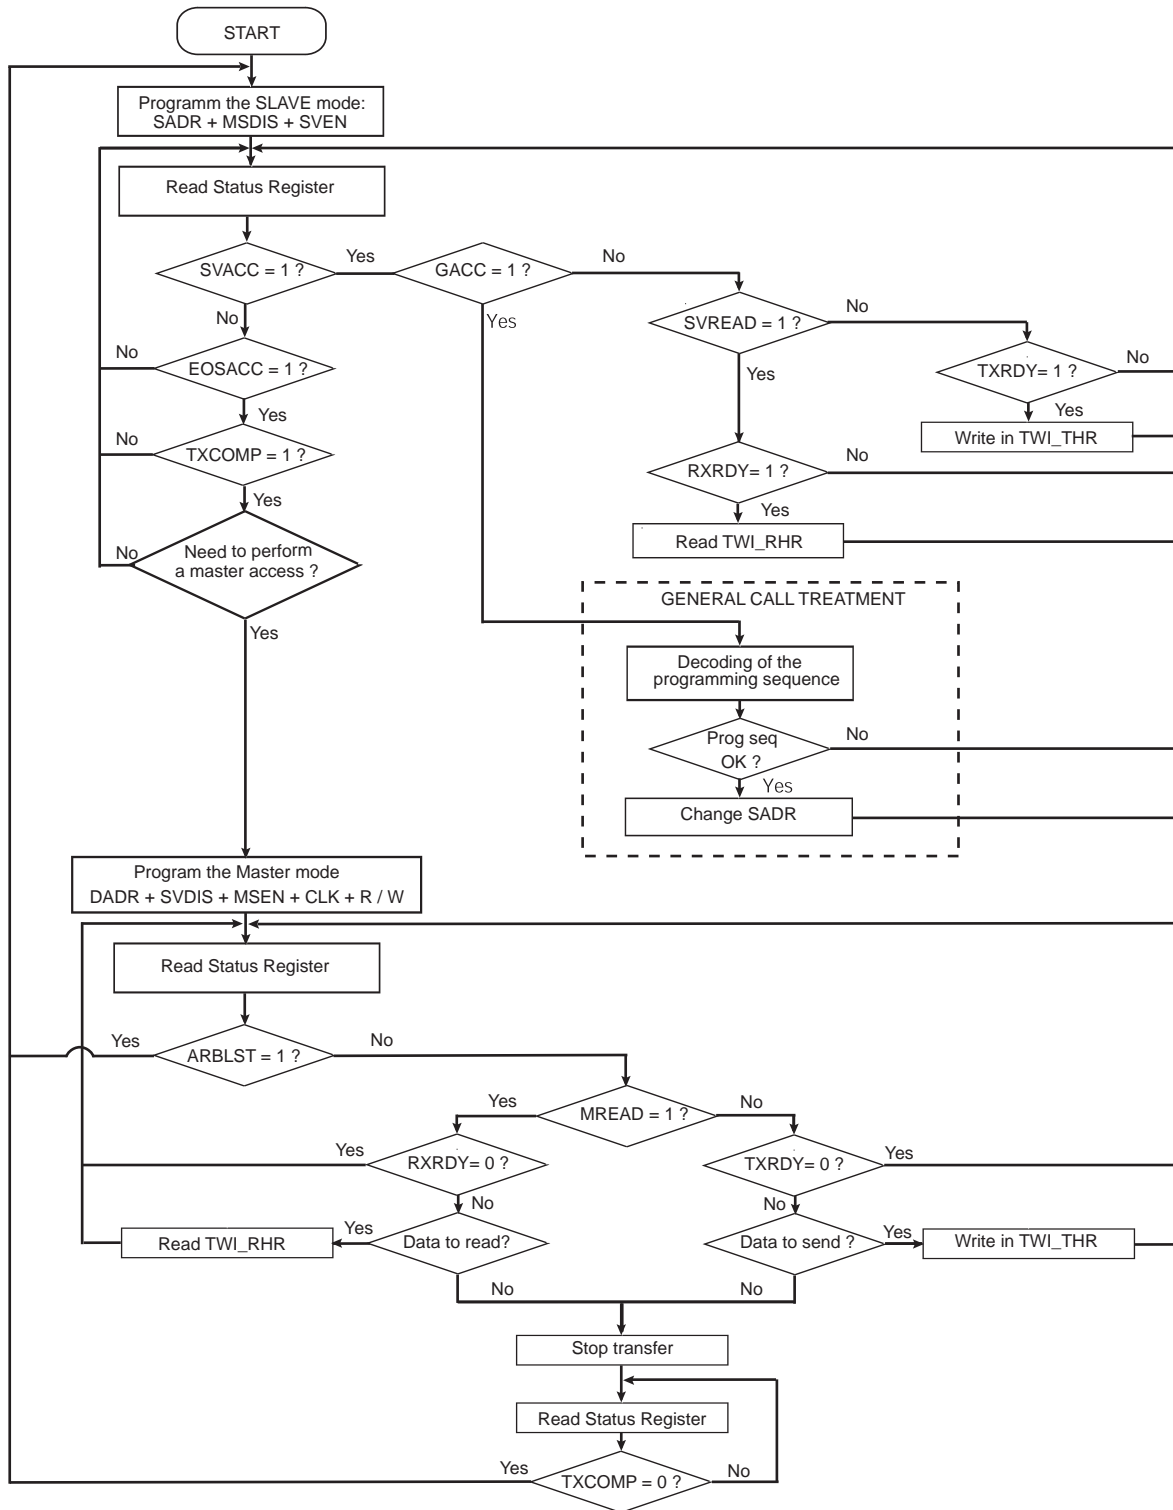 START
Programm the SLAVE mode:
SADR + MSDIS + SVEN
Read Status Register
SVACC = 1 ?
Yes
GACC = 1 ?
No
No
Yes
SVREAD = 1 ?
No
No
EOSACC = 1 ?
Yes
TXRDY= 1 ?
No
Yes
Yes
Write in TWI_THR
No
TXCOMP = 1 ?
RXRDY= 1 ?
No
Yes
Yes
Read TWI_RHR
No
Need to perform
a master access ?
GENERAL CALL TREATMENT
Yes
Decoding of the
programming sequence
Prog seq
OK ?
No
Yes
Change SADR
Program the Master mode
DADR + SVDIS + MSEN + CLK + R / W
Read Status Register
Yes
ARBLST = 1 ?
No
Yes
MREAD = 1 ?
No
Yes
RXRDY= 0 ?
TXRDY= 0 ?
Yes
No
No
Read TWI_RHR
Yes
Data to read?
Data to send ?
Yes
Write in TWI_THR
No
No
Stop transfer
Read Status Register
Yes
TXCOMP = 0 ?
No